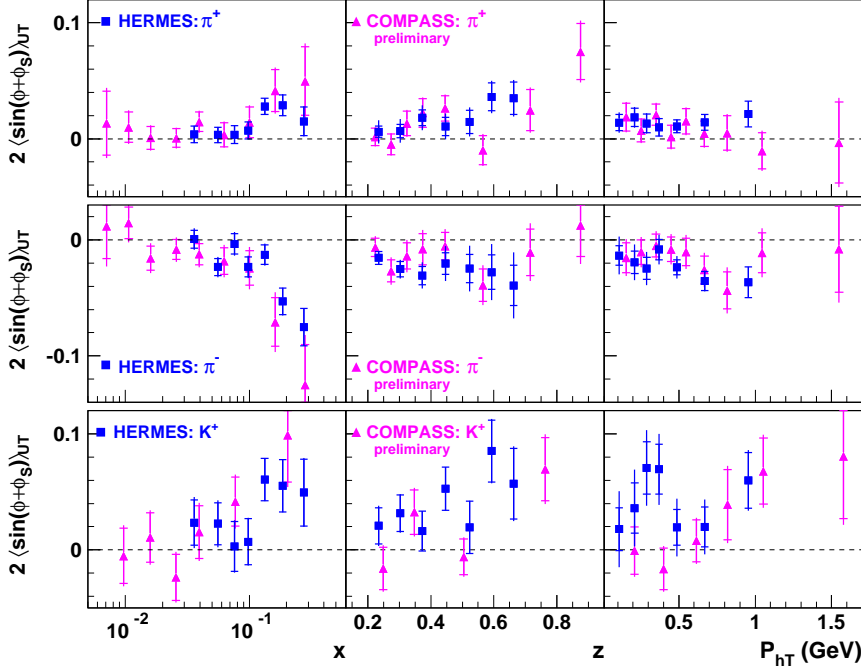 0.1
HERMES: π+
COMPASS: π+
preliminary
2 ⟨sin(ϕ+ϕS)⟩UT
0
0
2 ⟨sin(ϕ+ϕS)⟩UT
-0.1
HERMES: π-
COMPASS: π-
preliminary
0.1
HERMES: K+
COMPASS: K+
preliminary
2 ⟨sin(ϕ+ϕS)⟩UT
0
10-2 10-1 0.2 0.4 0.6 0.8 0.5 1 1.5
x z PhT (GeV)